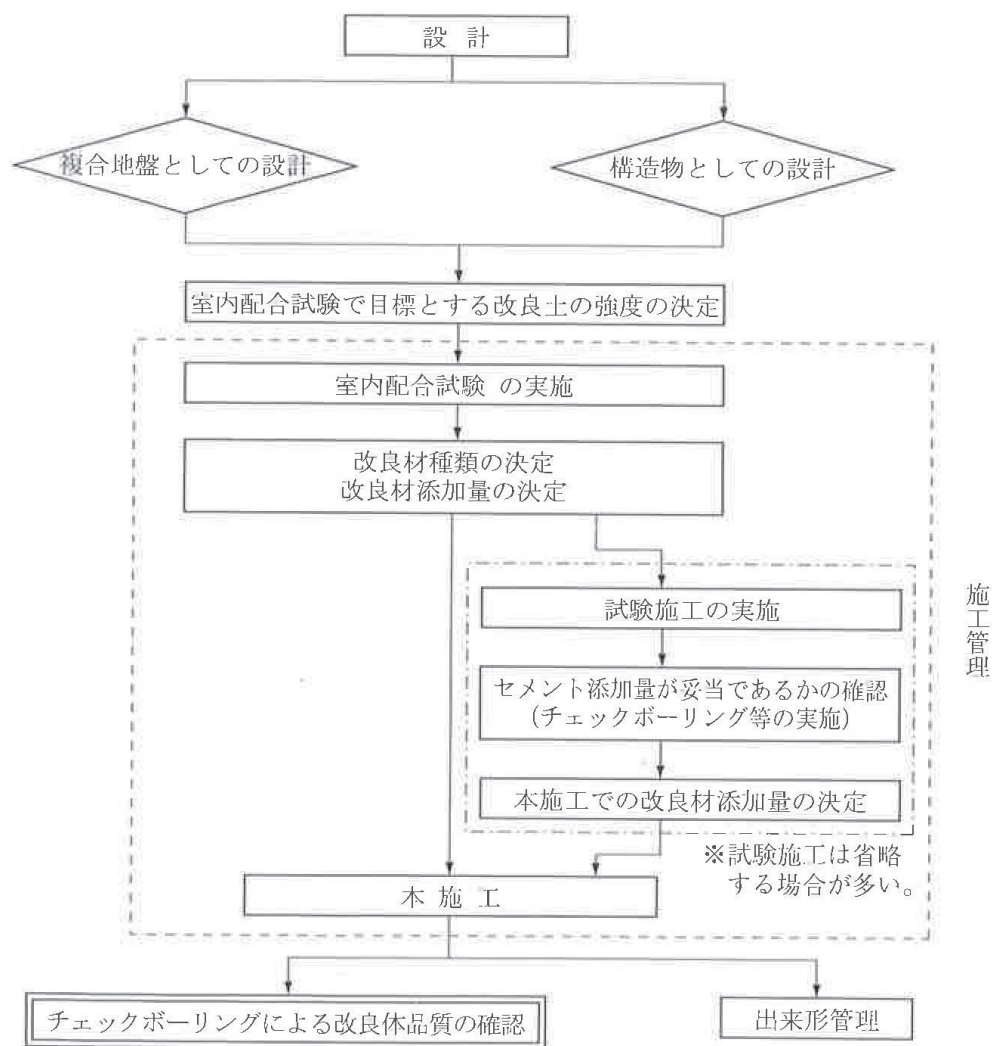 設計
複合地盤としての設計
構造物としての設計
室内配合試験で目標とする改良土の強度の決定
室内配合試験 の実施
改良材種類の決定
改良材添加量の決定
試験施工の実施
セメント添加量が妥当であるかの確認
(チェックボーリング等の実施)
本施工での改良材添加量の決定
※試験施工は省略
する場合が多い。
施工管理
本施工
チェックボーリングによる改良体品質の確認
出来形管理